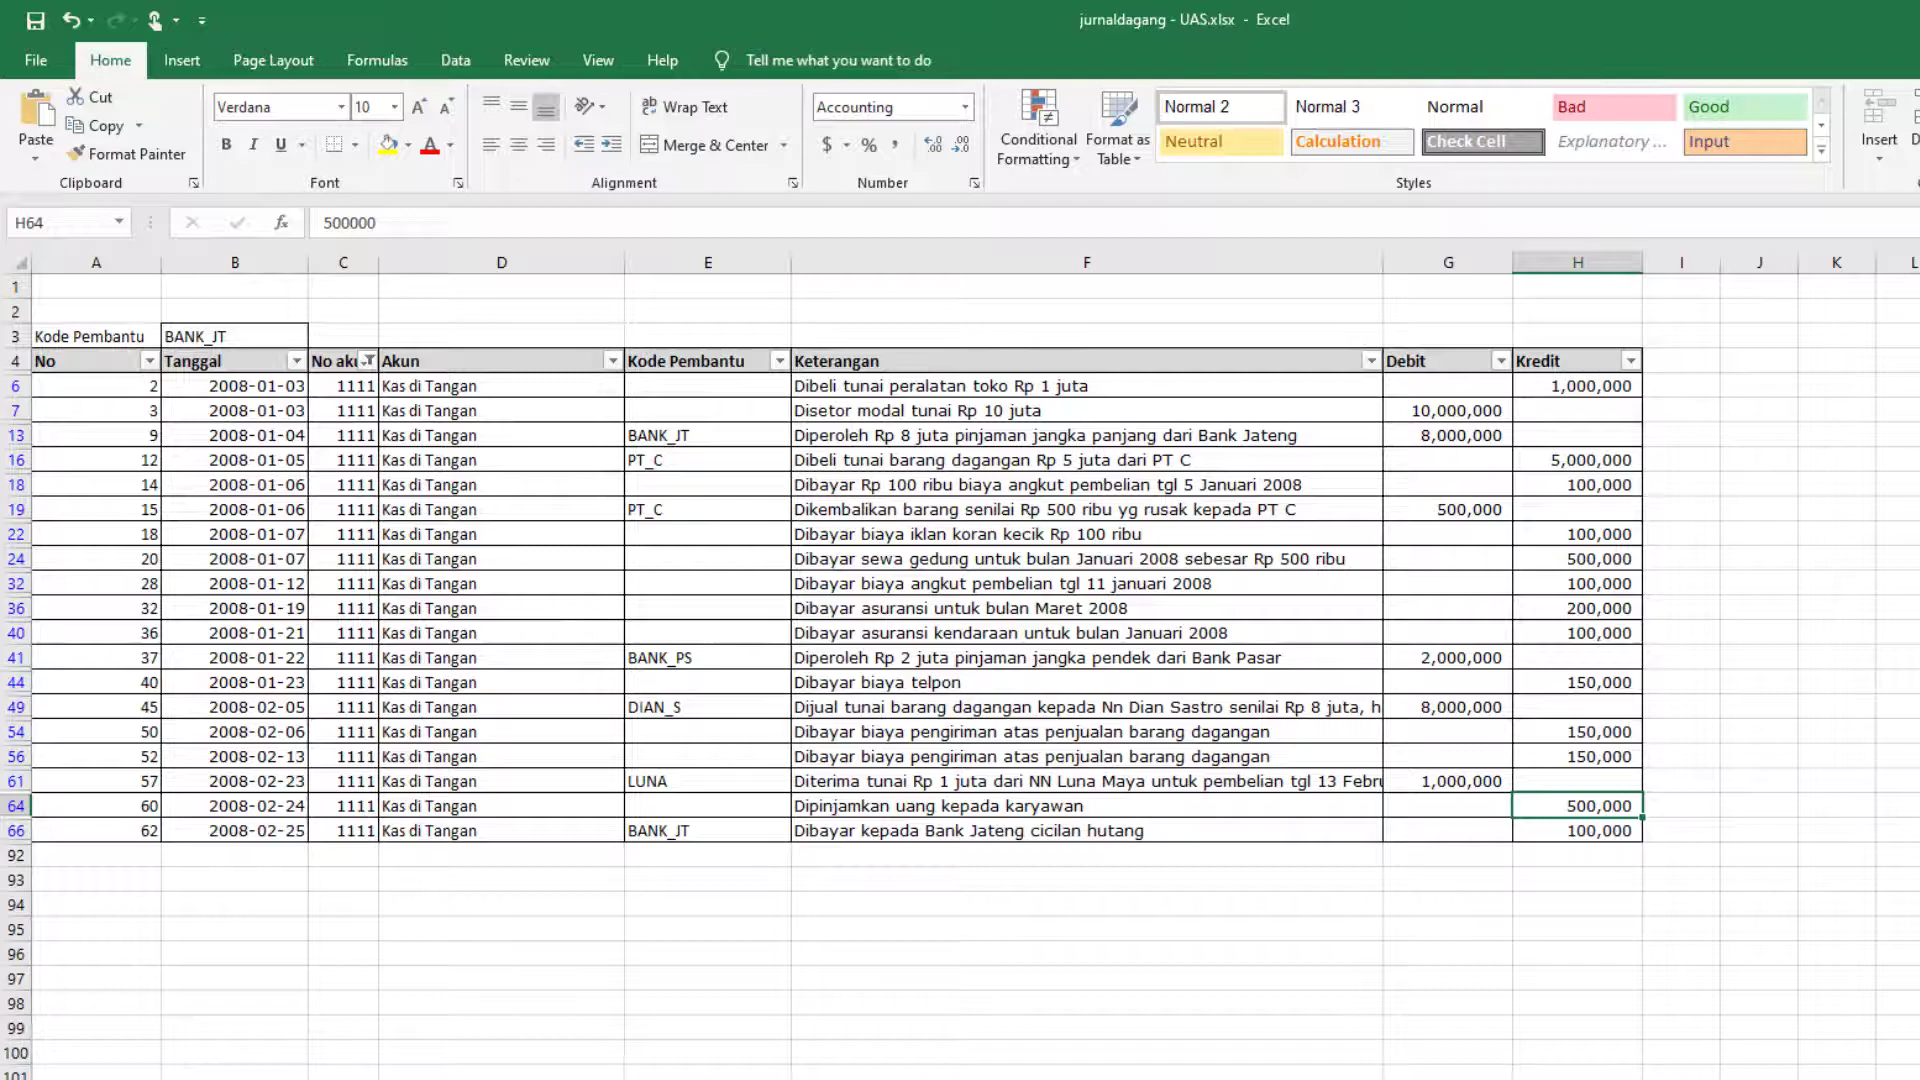 jurnaldagang - UAS.xlsx - Excel
File Home Insert Page Layout Formulas Data Review View Help Tell me what you want to do
Cut
Copy
Format Painter
Paste
Clipboard
Verdana 10
B I U
Font
Wrap Text
Merge & Center
Alignment
Accounting
$ % ,
Number
Conditional Formatting
Format as Table
Normal 2 Normal 3 Normal Bad Good
Neutral Calculation Check Cell Explanatory ... Input
Styles
Insert
H64 fx 500000
A B C D E F G H I J K L
1
2
3 Kode Pembantu BANK_JT
4 No Tanggal No aku Akun Kode Pembantu Keterangan Debit Kredit
6 2 2008-01-03 1111 Kas di Tangan Dibeli tunai peralatan toko Rp 1 juta 1,000,000
7 3 2008-01-03 1111 Kas di Tangan Disetor modal tunai Rp 10 juta 10,000,000
13 9 2008-01-04 1111 Kas di Tangan BANK_JT Diperoleh Rp 8 juta pinjaman jangka panjang dari Bank Jateng 8,000,000
16 12 2008-01-05 1111 Kas di Tangan PT_C Dibeli tunai barang dagangan Rp 5 juta dari PT C 5,000,000
18 14 2008-01-06 1111 Kas di Tangan Dibayar Rp 100 ribu biaya angkut pembelian tgl 5 Januari 2008 100,000
19 15 2008-01-06 1111 Kas di Tangan PT_C Dikembalikan barang senilai Rp 500 ribu yg rusak kepada PT C 500,000
22 18 2008-01-07 1111 Kas di Tangan Dibayar biaya iklan koran kecik Rp 100 ribu 100,000
24 20 2008-01-07 1111 Kas di Tangan Dibayar sewa gedung untuk bulan Januari 2008 sebesar Rp 500 ribu 500,000
32 28 2008-01-12 1111 Kas di Tangan Dibayar biaya angkut pembelian tgl 11 januari 2008 100,000
36 32 2008-01-19 1111 Kas di Tangan Dibayar asuransi untuk bulan Maret 2008 200,000
40 36 2008-01-21 1111 Kas di Tangan Dibayar asuransi kendaraan untuk bulan Januari 2008 100,000
41 37 2008-01-22 1111 Kas di Tangan BANK_PS Diperoleh Rp 2 juta pinjaman jangka pendek dari Bank Pasar 2,000,000
44 40 2008-01-23 1111 Kas di Tangan Dibayar biaya telpon 150,000
49 45 2008-02-05 1111 Kas di Tangan DIAN_S Dijual tunai barang dagangan kepada Nn Dian Sastro senilai Rp 8 juta, h 8,000,000
54 50 2008-02-06 1111 Kas di Tangan Dibayar biaya pengiriman atas penjualan barang dagangan 150,000
56 52 2008-02-13 1111 Kas di Tangan Dibayar biaya pengiriman atas penjualan barang dagangan 150,000
61 57 2008-02-23 1111 Kas di Tangan LUNA Diterima tunai Rp 1 juta dari NN Luna Maya untuk pembelian tgl 13 Febru 1,000,000
64 60 2008-02-24 1111 Kas di Tangan Dipinjamkan uang kepada karyawan 500,000
66 62 2008-02-25 1111 Kas di Tangan BANK_JT Dibayar kepada Bank Jateng cicilan hutang 100,000
92
93
94
95
96
97
98
99
100
101